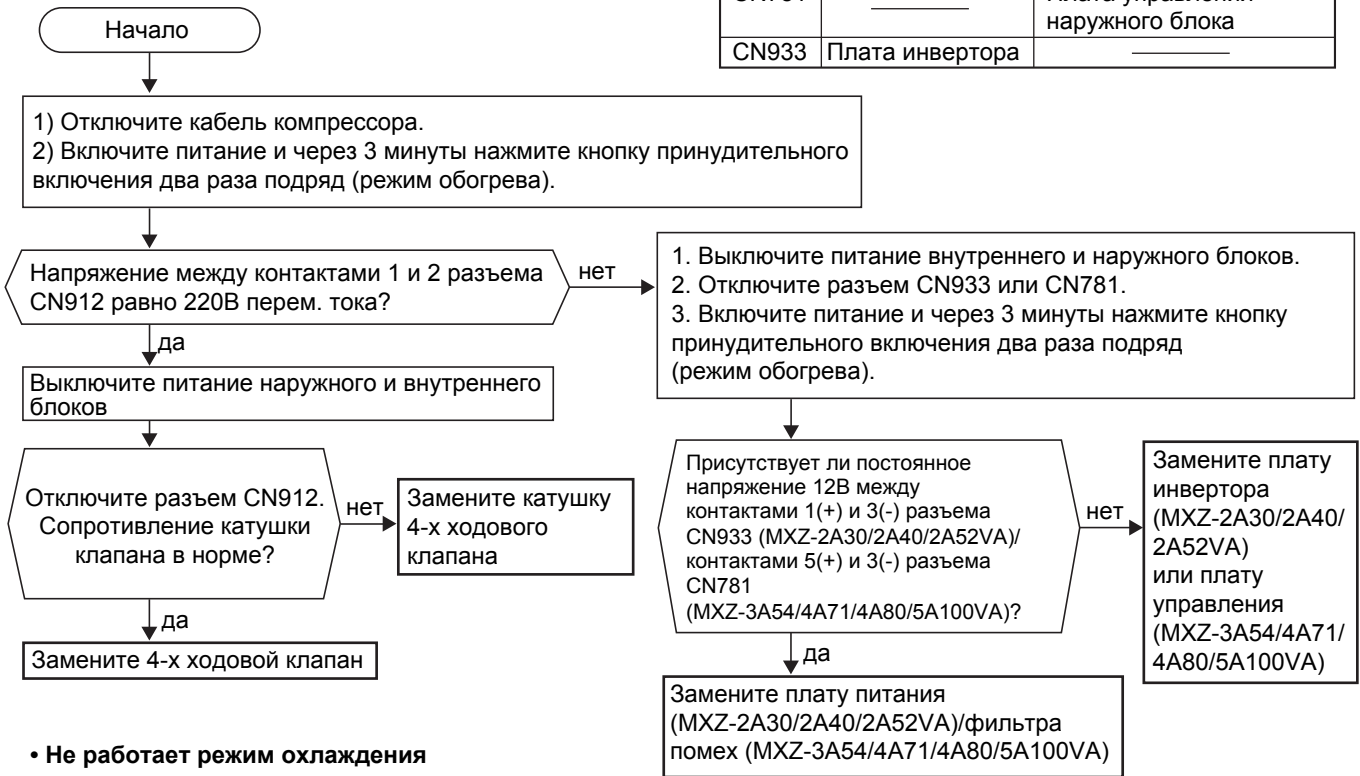 наружного блока
CN933 Плата инвертора
Начало
1) Отключите кабель компрессора.
2) Включите питание и через 3 минуты нажмите кнопку принудительного
включения два раза подряд (режим обогрева).
Напряжение между контактами 1 и 2 разъема
CN912 равно 220В перем. тока?
нет
1. Выключите питание внутреннего и наружного блоков.
2. Отключите разъем CN933 или CN781.
3. Включите питание и через 3 минуты нажмите кнопку
принудительного включения два раза подряд
(режим обогрева).
да
Выключите питание наружного и внутреннего
блоков
Отключите разъем CN912.
Сопротивление катушки
клапана в норме?
нет
Замените катушку
4-х ходового
клапана
да
Замените 4-х ходовой клапан
Присутствует ли постоянное
напряжение 12В между
контактами 1(+) и 3(-) разъема
CN933 (MXZ-2A30/2A40/2A52VA)/
контактами 5(+) и 3(-) разъема
CN781
(MXZ-3A54/4A71/4A80/5A100VA)?
нет
Замените плату
инвертора
(MXZ-2A30/2A40/
2A52VA)
или плату
управления
(MXZ-3A54/4A71/
4A80/5A100VA)
да
Замените плату питания
(MXZ-2A30/2A40/2A52VA)/фильтра
помех (MXZ-3A54/4A71/4A80/5A100VA)
• Не работает режим охлаждения